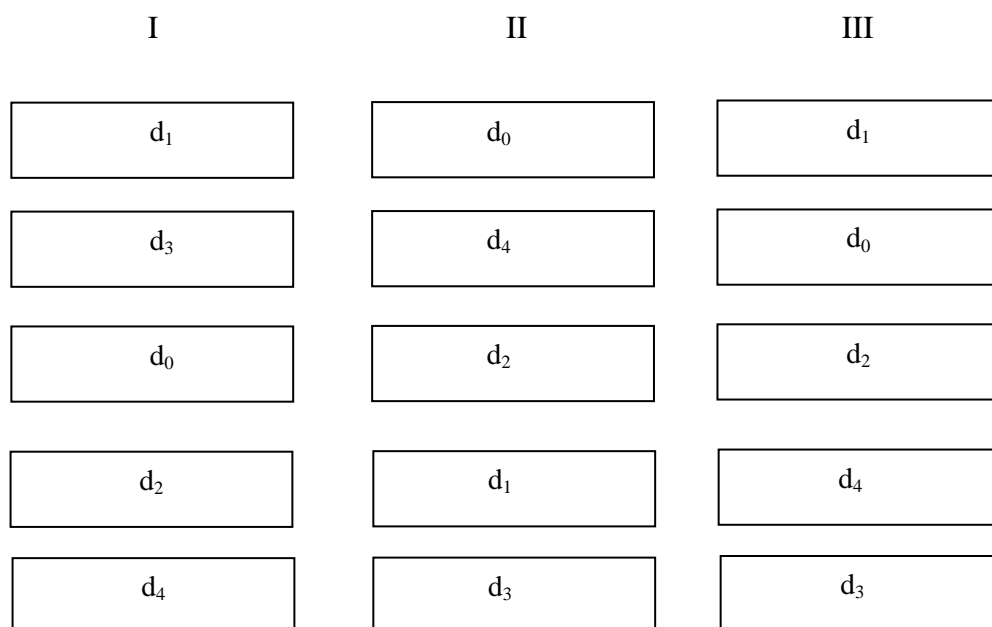 I II III
d₁ d₀ d₁
d₃ d₄ d₀
d₀ d₂ d₂
d₂ d₁ d₄
d₄ d₃ d₃